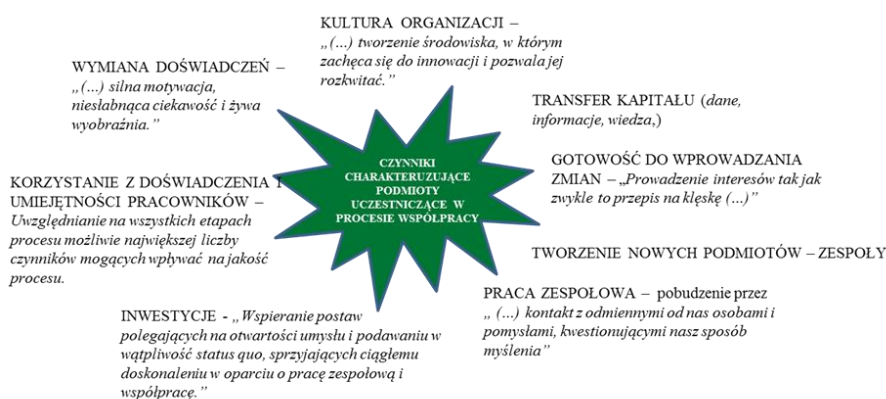 KULTURA ORGANIZACJI –
„(…) tworzenie środowiska, w którym
zachęca się do innowacji i pozwala jej
rozkwitać.”
WYMIANA DOŚWIADCZEŃ –
„(…) silna motywacja,
niesłabnąca ciekawość i żywa
wyobraźnia.”
TRANSFER KAPITAŁU (dane,
informacje, wiedza,)
CZYNNIKI
CHARAKTERUZUJĄCE
PODMIOTY
UCZESTNICZĄCE W
PROCESIE WSPÓŁPRACY
GOTOWOŚĆ DO WPROWADZANIA
ZMIAN – „Prowadzenie interesów tak jak
zwykle to przepis na klęskę (…)”
KORZYSTANIE Z DOŚWIADCZENIA I
UMIEJĘTNOŚCI PRACOWNIKÓW –
Uwzględnianie na wszystkich etapach
procesu możliwie największej liczby
czynników mogących wpływać na jakość
procesu.
TWORZENIE NOWYCH PODMIOTÓW – ZESPOŁY
PRACA ZESPOŁOWA – pobudzenie przez
„ (…) kontakt z odmiennymi od nas osobami i
pomysłami, kwestionującymi nasz sposób
myślenia”
INWESTYCJE - „Wspieranie postaw
polegających na otwartości umysłu i podawaniu w
wątpliwość status quo, sprzyjających ciągłemu
doskonaleniu w oparciu o pracę zespołową i
współpracę.”